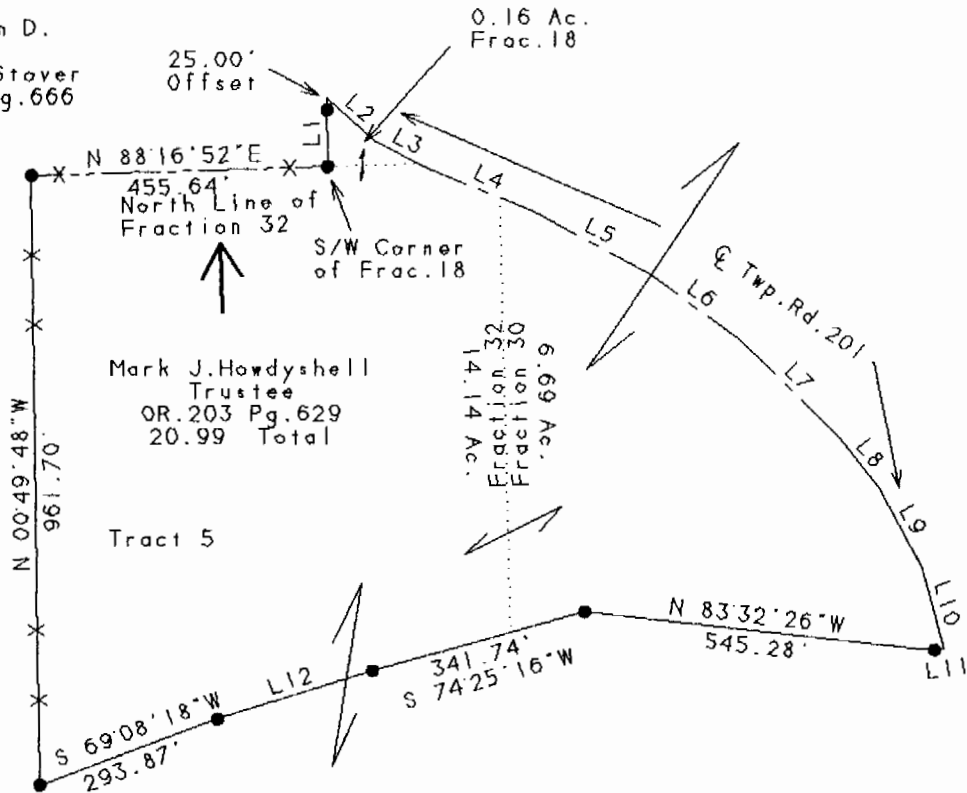 n D.
Stover
g.666
25.00'
Offset
0.16 Ac.
Frac.18
L1
L2
L3
L4
L5
L6
L7
L8
L9
L10
L11
L12
N 88°16'52"E
455.64'
North Line of
Fraction 32
S/W Corner
of Frac.18
℄ Twp.Rd.201
Mark J.Howdyshell
Trustee
OR.203 Pg.629
20.99 Total
14.14 Ac.
Fraction 32
Fraction 30
6.69 Ac.
N 00°49'48"W
961.70'
Tract 5
S 69°08'18"W
293.87'
341.74'
S 74°25'16"W
N 83°32'26"W
545.28'